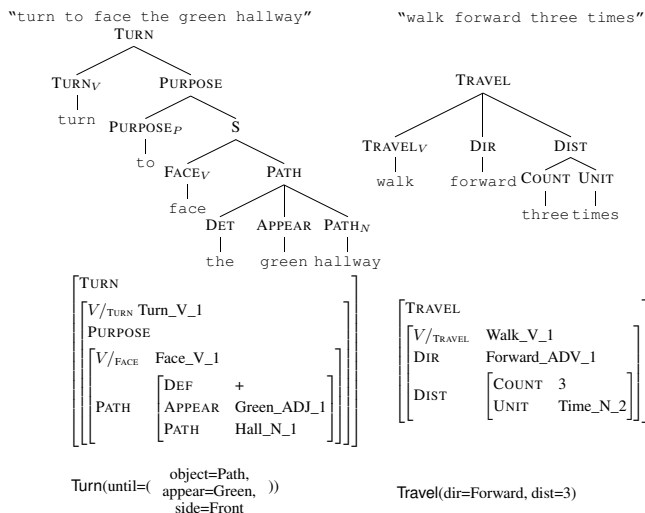 “turn to face the green hallway” “walk forward three times”
TURN
TURN_V PURPOSE TRAVEL
turn
PURPOSE_P S TRAVEL_V DIR DIST
to walk forward
FACE_V PATH COUNT UNIT
face three times
DET APPEAR PATH_N
the green hallway
TURN
V/TURN Turn_V_1
PURPOSE
V/FACE Face_V_1
PATH
DEF +
APPEAR Green_ADJ_1
PATH Hall_N_1
TRAVEL
V/TRAVEL Walk_V_1
DIR Forward_ADV_1
DIST
COUNT 3
UNIT Time_N_2
Turn(until=( object=Path,
appear=Green, ))
side=Front
Travel(dir=Forward, dist=3)